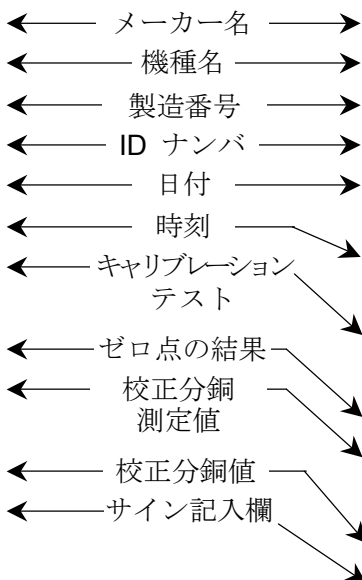 メーカー名
機種名
製造番号
ID ナンバ
日付
時刻
キャリブレーション
テスト
ゼロ点の結果
校正分銅
測定値
校正分銅値
サイン記入欄